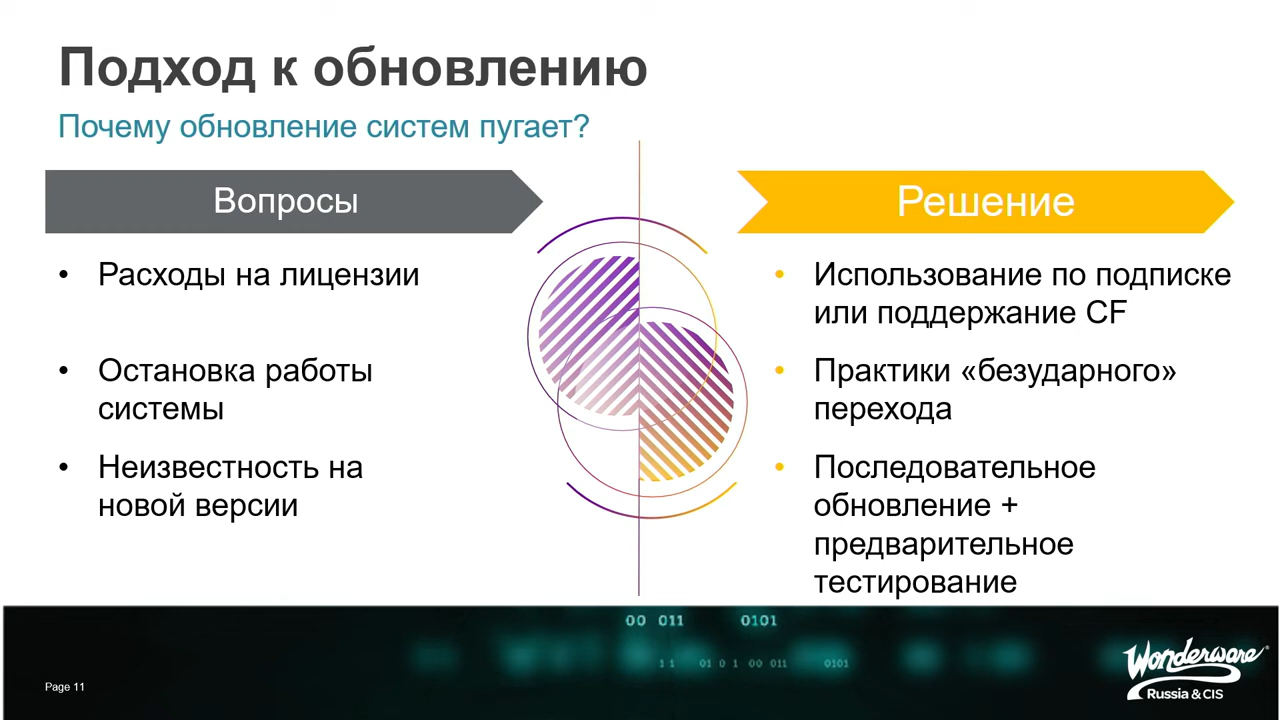 Подход к обновлению
Почему обновление систем пугает?
Вопросы
• Расходы на лицензии
• Остановка работы
системы
• Неизвестность на
новой версии
Решение
• Использование по подписке
или поддержание CF
• Практики «безударного»
перехода
• Последовательное
обновление +
предварительное
тестирование
00 011 0101
11 01 0 1 00 011 0101
Page 11
Wonderware®
Russia & CIS